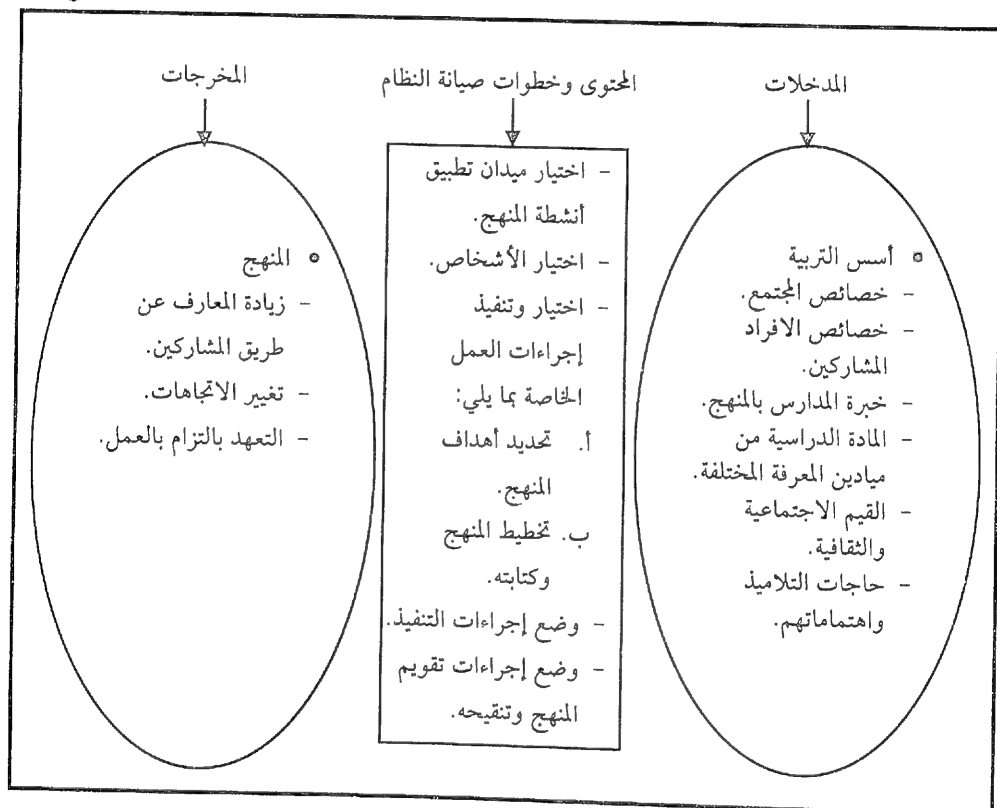 المدخلات
أسس التربية
- خصائص المجتمع.
- خصائص الافراد
المشاركين.
- خبرة المدارس بالمنهج.
- المادة الدراسية من
ميادين المعرفة المختلفة.
- القيم الاجتماعية
والثقافية.
- حاجات التلاميذ
واهتماماتهم.
المحتوى وخطوات صيانة النظام
- اختيار ميدان تطبيق
أنشطة المنهج.
- اختيار الأشخاص.
- اختيار وتنفيذ
إجراءات العمل
الخاصة بما يلي:
أ. تحديد أهداف
المنهج.
ب. تخطيط المنهج
وكتابته.
- وضع إجراءات التنفيذ.
- وضع إجراءات تقويم
المنهج وتنقيحه.
المخرجات
المنهج
- زيادة المعارف عن
طريق المشاركين.
- تغيير الاتجاهات.
- التعهد بالتزام بالعمل.